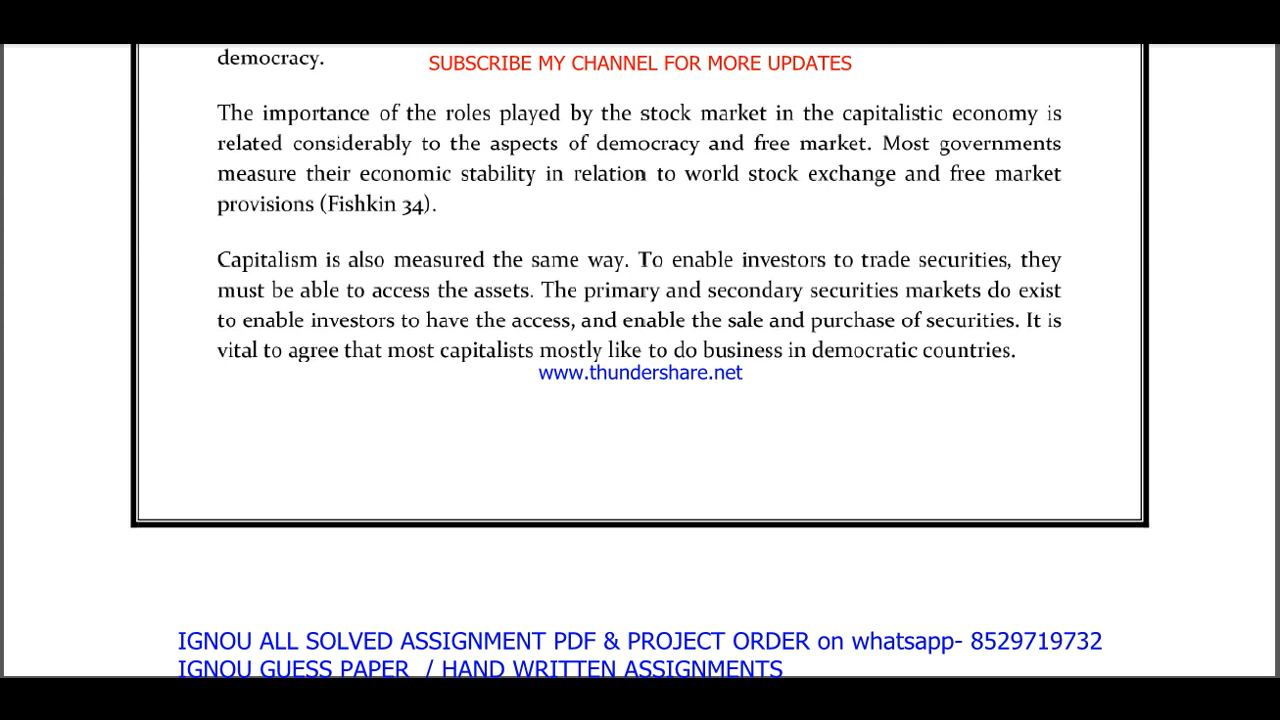 democracy.
SUBSCRIBE MY CHANNEL FOR MORE UPDATES
The importance of the roles played by the stock market in the capitalistic economy is
related considerably to the aspects of democracy and free market. Most governments
measure their economic stability in relation to world stock exchange and free market
provisions (Fishkin 34).
Capitalism is also measured the same way. To enable investors to trade securities, they
must be able to access the assets. The primary and secondary securities markets do exist
to enable investors to have the access, and enable the sale and purchase of securities. It is
vital to agree that most capitalists mostly like to do business in democratic countries.
www.thundershare.net
IGNOU ALL SOLVED ASSIGNMENT PDF & PROJECT ORDER on whatsapp- 8529719732
IGNOU GUESS PAPER / HAND WRITTEN ASSIGNMENTS